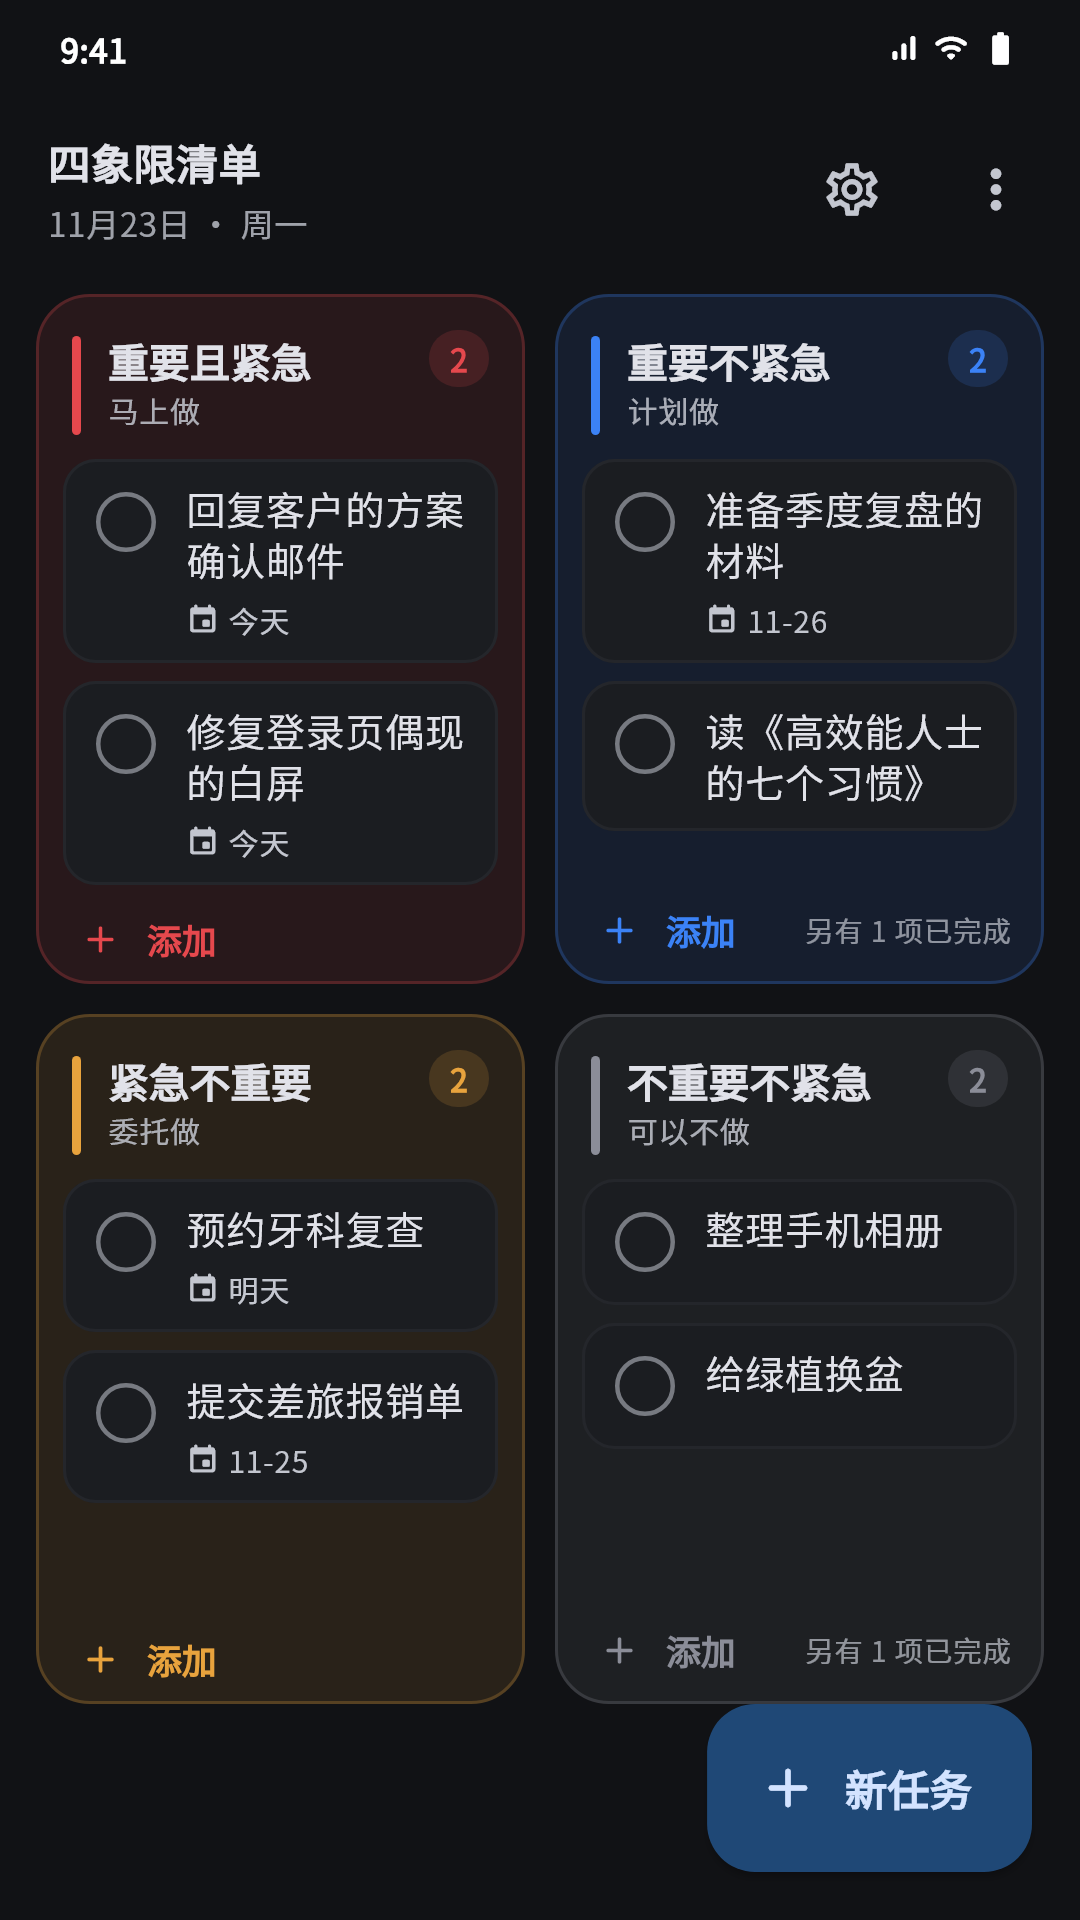 9:41
四象限清单
11月23日 · 周一
重要且紧急
2
马上做
回复客户的方案
确认邮件
今天
修复登录页偶现
的白屏
今天
添加
重要不紧急
2
计划做
准备季度复盘的
材料
11-26
读《高效能人士
的七个习惯》
添加
另有 1 项已完成
紧急不重要
2
委托做
预约牙科复查
明天
提交差旅报销单
11-25
添加
不重要不紧急
2
可以不做
整理手机相册
给绿植换盆
添加
另有 1 项已完成
新任务